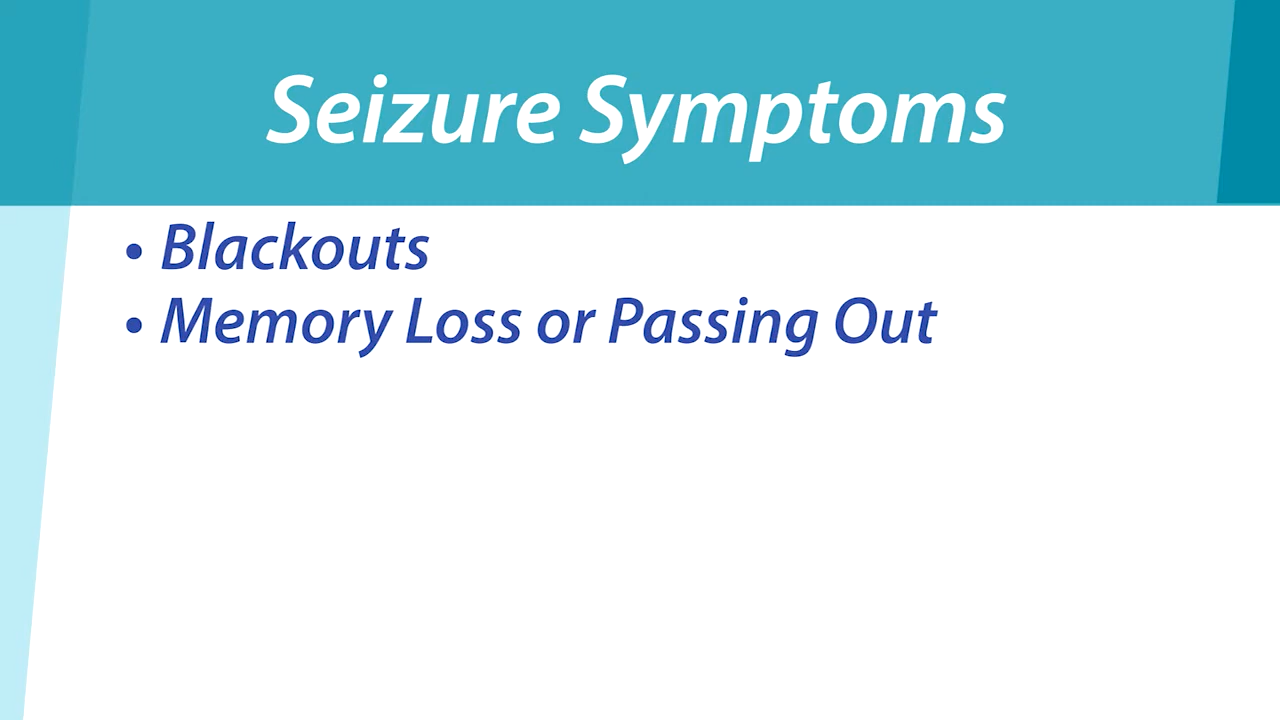 Seizure Symptoms
• Blackouts
• Memory Loss or Passing Out